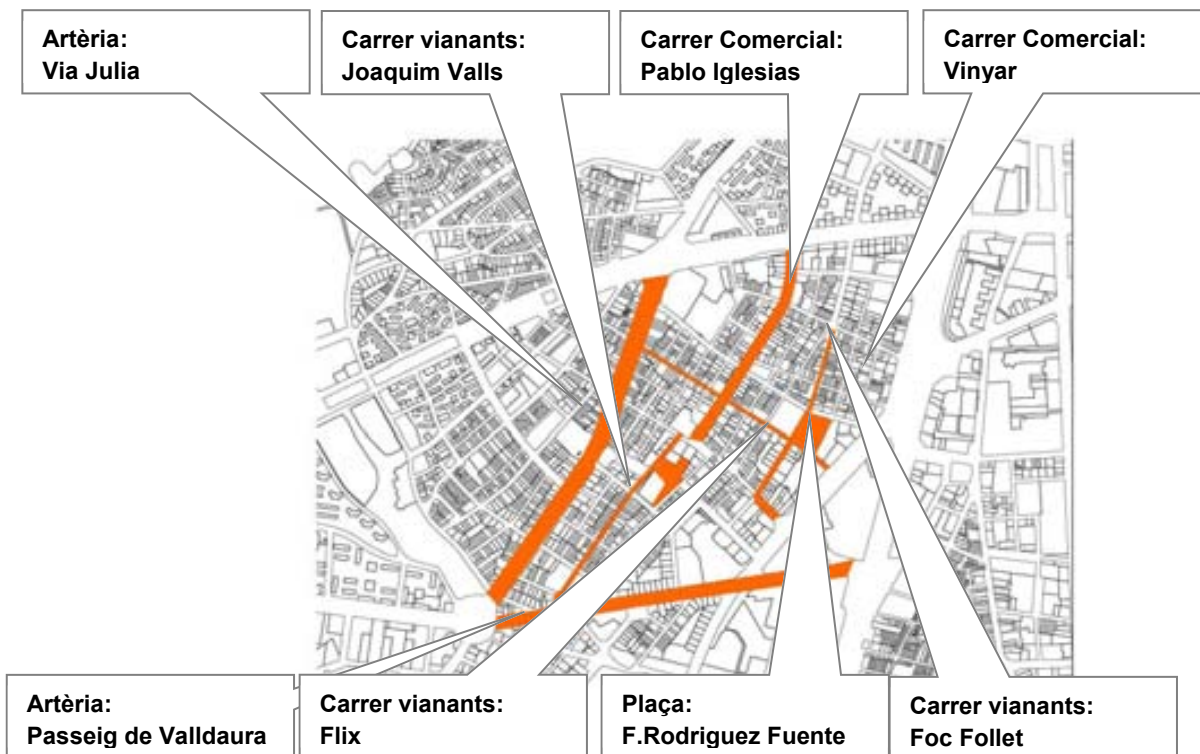 Artèria:
Via Julia
Carrer vianants:
Joaquim Valls
Carrer Comercial:
Pablo Iglesias
Carrer Comercial:
Vinyar
Artèria:
Passeig de Valldaura
Carrer vianants:
Flix
Plaça:
F.Rodriguez Fuente
Carrer vianants:
Foc Follet